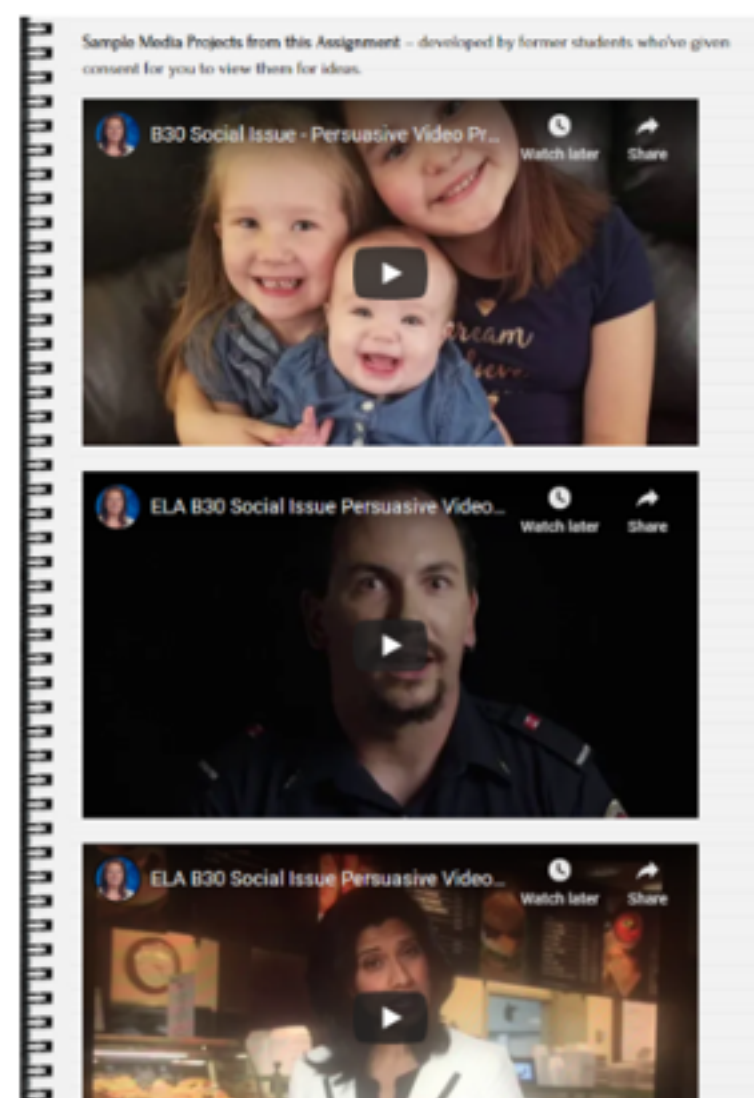 Sample Media Projects from this Assignment – developed by former students who've given
consent for you to view them for ideas.
B30 Social Issue - Persuasive Video Pr...
Watch later
Share
dream
ELA B30 Social Issue Persuasive Video...
Watch later
Share
ELA B30 Social Issue Persuasive Video...
Watch later
Share